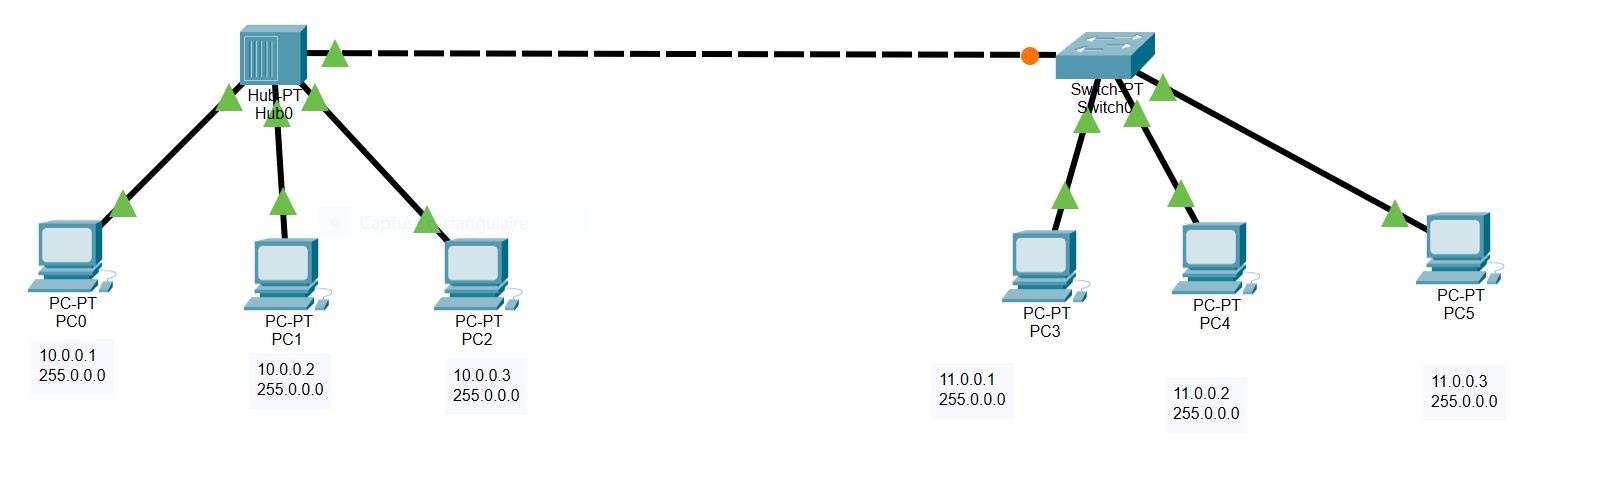 Hub-PT
Hub0
Switch-PT
Switch0
Capture rectangulaire
PC-PT
PC0
10.0.0.1
255.0.0.0
PC-PT
PC1
10.0.0.2
255.0.0.0
PC-PT
PC2
10.0.0.3
255.0.0.0
PC-PT
PC3
11.0.0.1
255.0.0.0
PC-PT
PC4
11.0.0.2
255.0.0.0
PC-PT
PC5
11.0.0.3
255.0.0.0